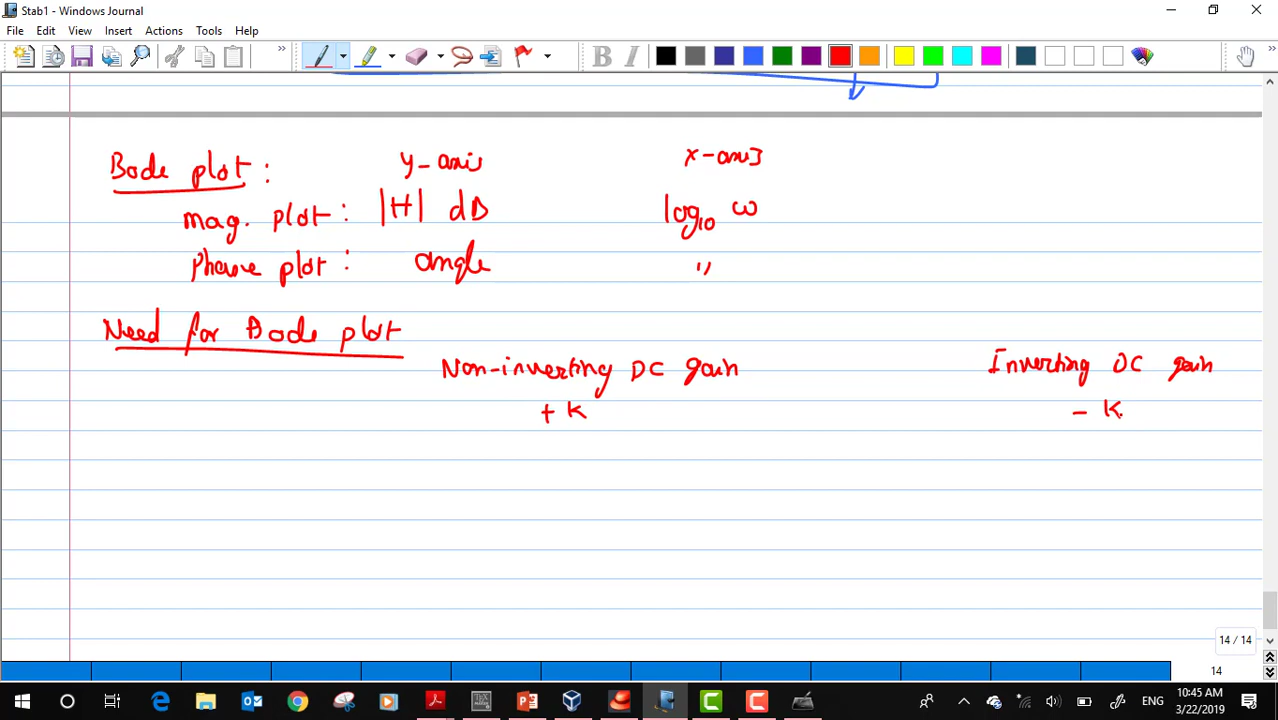 Stab1 - Windows Journal
File Edit View Insert Actions Tools Help
Bode plot : y-axis x-axis
mag. plot : |H| dB log10 ω
Phase plot : angle "
Need for Bode plot
Non-inverting DC gain Inverting DC gain
+ K - K
14 / 14
14
ENG
10:45 AM
3/22/2019